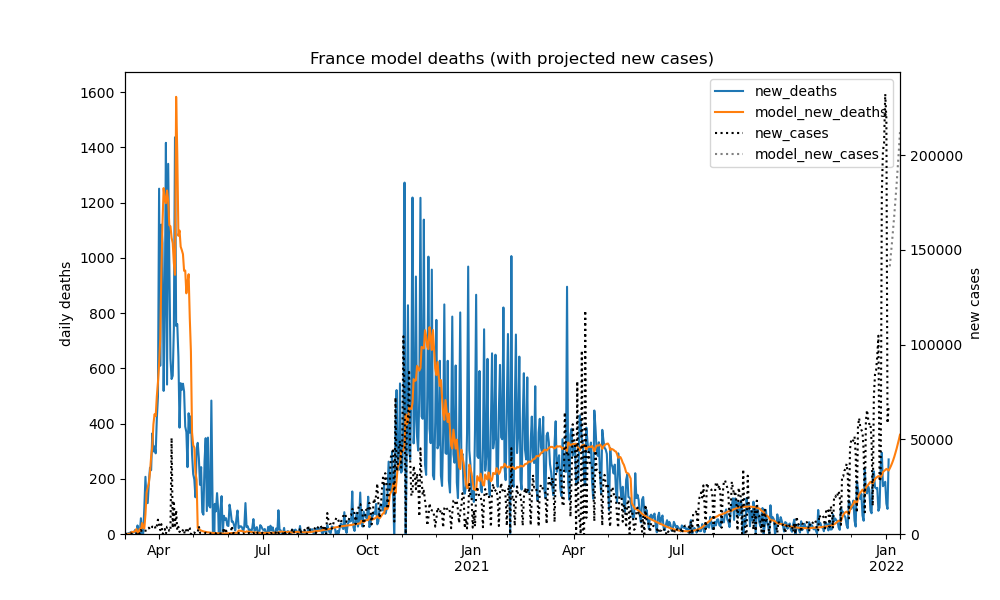 France model deaths (with projected new cases)
new_deaths
model_new_deaths
new_cases
model_new_cases
1600
1400
1200
1000
800
600
400
200
0
daily deaths
200000
150000
100000
50000
0
new cases
Apr
Jul
Oct
Jan
2021
Apr
Jul
Oct
Jan
2022